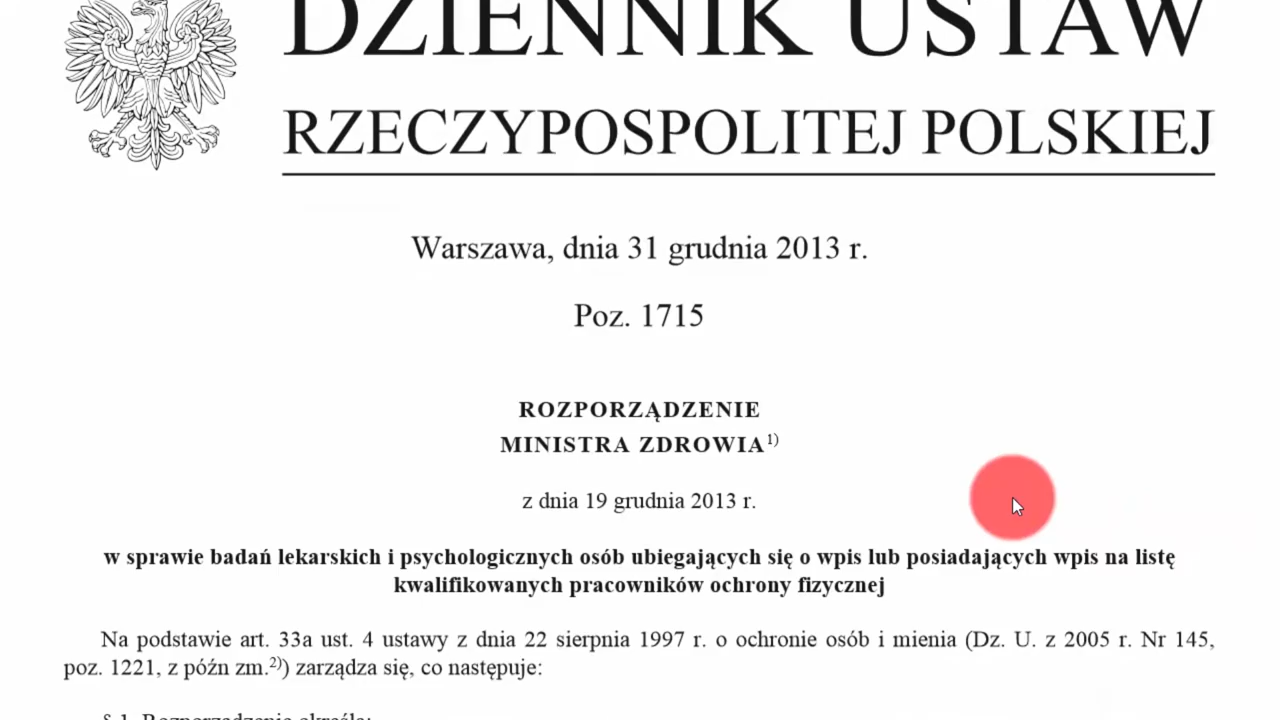 DZIENNIK USTAW
RZECZYPOSPOLITEJ POLSKIEJ
Warszawa, dnia 31 grudnia 2013 r.
Poz. 1715
ROZPORZĄDZENIE
MINISTRA ZDROWIA1)
z dnia 19 grudnia 2013 r.
w sprawie badań lekarskich i psychologicznych osób ubiegających się o wpis lub posiadających wpis na listę
kwalifikowanych pracowników ochrony fizycznej
Na podstawie art. 33a ust. 4 ustawy z dnia 22 sierpnia 1997 r. o ochronie osób i mienia (Dz. U. z 2005 r. Nr 145,
poz. 1221, z późn zm.2)) zarządza się, co następuje:
§ 1. Rozporządzenie określa: